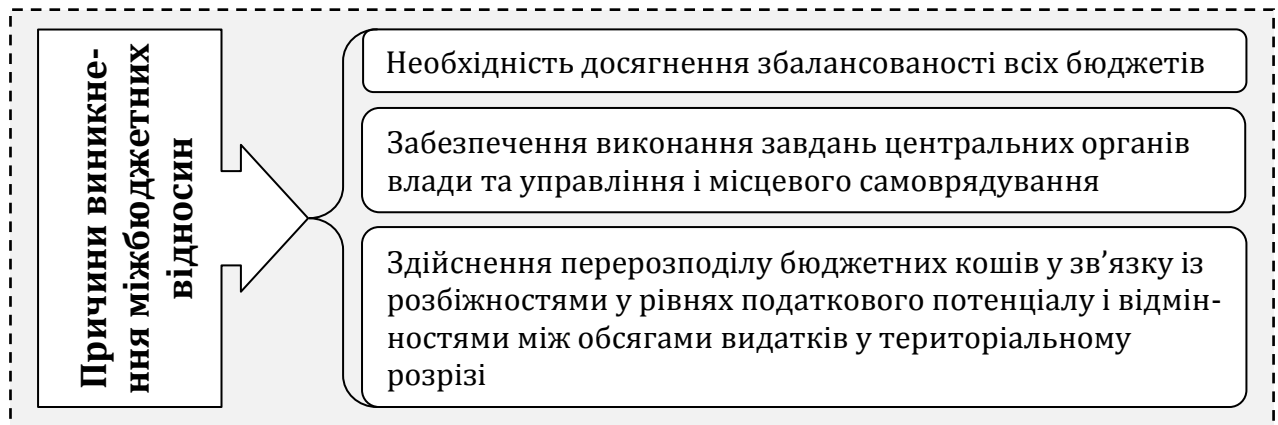 Причини виникне-
ння міжбюджетних
відносин
Необхідність досягнення збалансованості всіх бюджетів
Забезпечення виконання завдань центральних органів
влади та управління і місцевого самоврядування
Здійснення перерозподілу бюджетних кошів у зв’язку із
розбіжностями у рівнях податкового потенціалу і відмін-
ностями між обсягами видатків у територіальному
розрізі